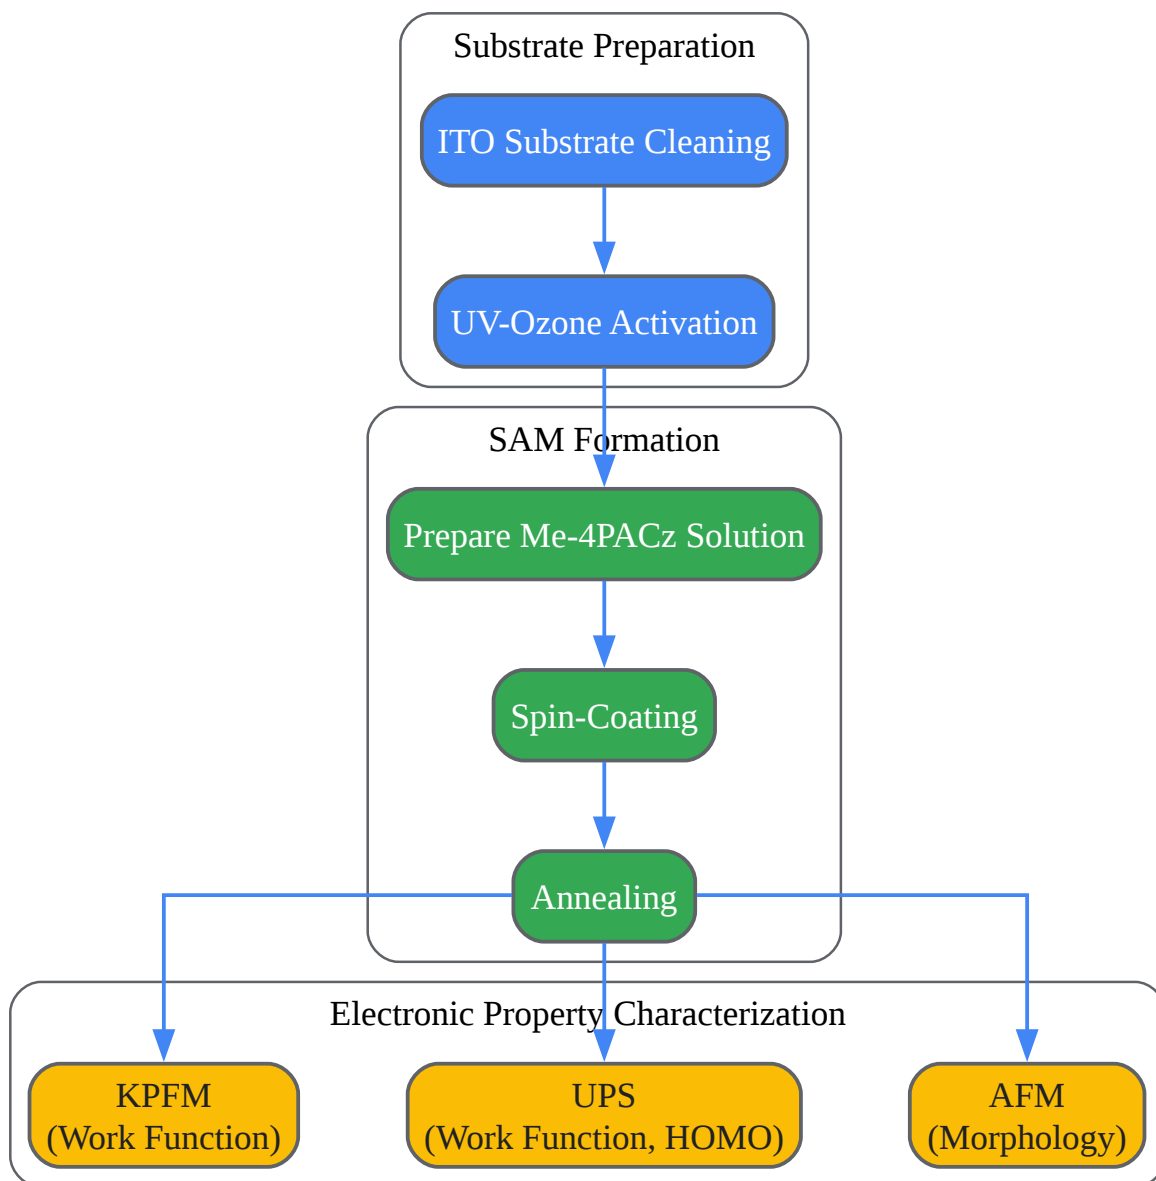 Substrate Preparation
ITO Substrate Cleaning
UV-Ozone Activation
SAM Formation
Prepare Me-4PACz Solution
Spin-Coating
Annealing
Electronic Property Characterization
KPFM
(Work Function)
UPS
(Work Function, HOMO)
AFM
(Morphology)